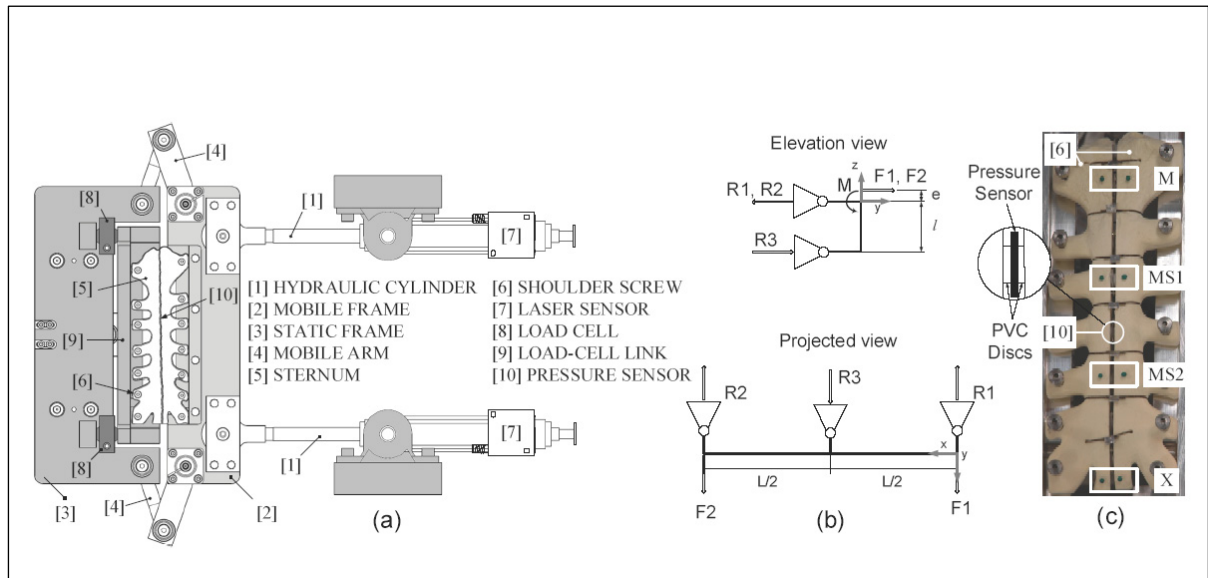 [4]
[8]
[1]
[7]
[5]
[10]
[9]
[6]
[8]
[3]
[4]
[2]
[1]
[7]
[1] HYDRAULIC CYLINDER
[2] MOBILE FRAME
[3] STATIC FRAME
[4] MOBILE ARM
[5] STERNUM
[6] SHOULDER SCREW
[7] LASER SENSOR
[8] LOAD CELL
[9] LOAD-CELL LINK
[10] PRESSURE SENSOR
(a)
Elevation view
z
F1, F2
M
R1, R2
e
y
l
R3
Projected view
R2
R3
R1
x
y
L/2
L/2
F2
F1
(b)
[6]
Pressure
Sensor
M
MS1
[10]
PVC
Discs
MS2
X
(c)